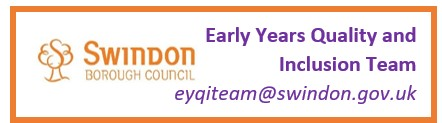 SWINDON
BOROUGH COUNCIL
Early Years Quality and
Inclusion Team
eyqiteam@swindon.gov.uk